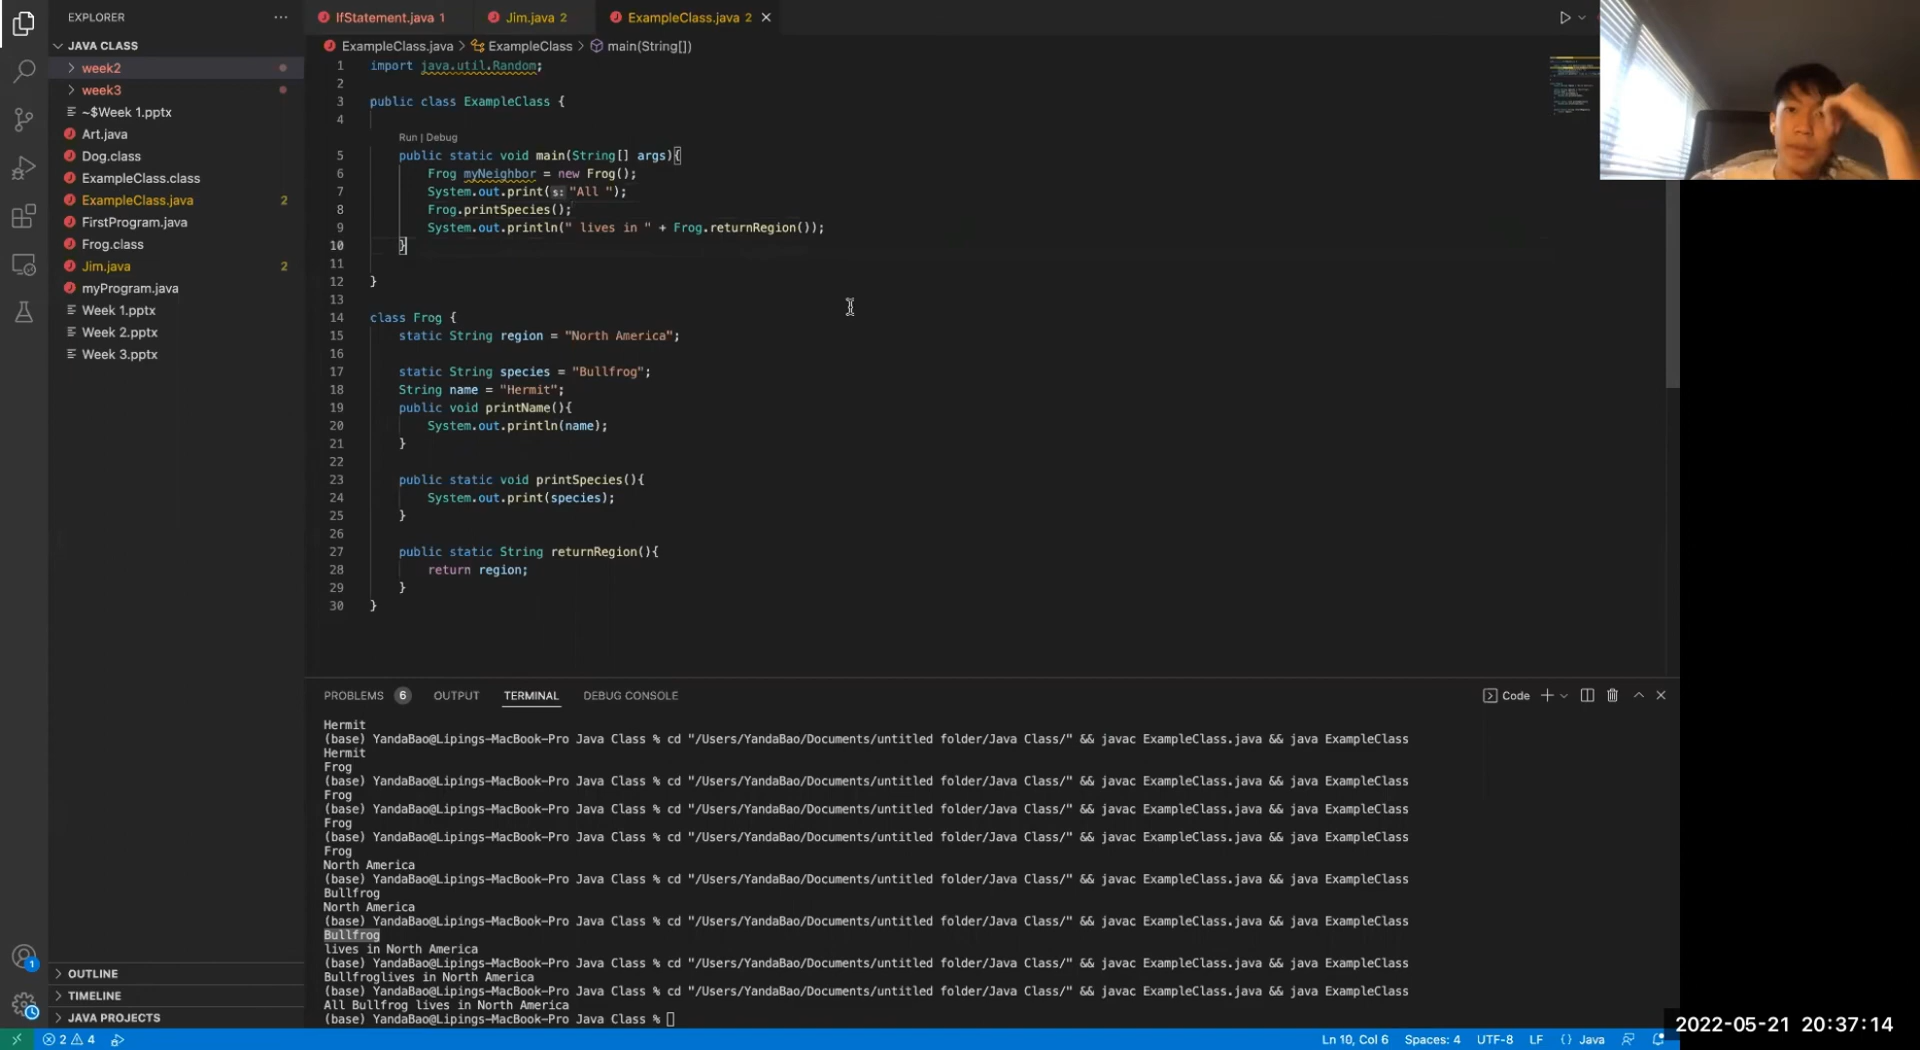 EXPLORER
JAVA CLASS
week2
week3
~$Week 1.pptx
Art.java
Dog.class
ExampleClass.class
ExampleClass.java 2
FirstProgram.java
Frog.class
Jim.java 2
myProgram.java
Week 1.pptx
Week 2.pptx
Week 3.pptx
OUTLINE
TIMELINE
JAVA PROJECTS
IfStatement.java 1 Jim.java 2 ExampleClass.java 2
ExampleClass.java > ExampleClass > main(String[])
1 import java.util.Random;
2
3 public class ExampleClass {
4
Run | Debug
5 public static void main(String[] args){
6 Frog myNeighbor = new Frog();
7 System.out.print(s: "All ");
8 Frog.printSpecies();
9 System.out.println(" lives in " + Frog.returnRegion());
10 }
11
12 }
13
14 class Frog {
15 static String region = "North America";
16
17 static String species = "Bullfrog";
18 String name = "Hermit";
19 public void printName(){
20 System.out.println(name);
21 }
22
23 public static void printSpecies(){
24 System.out.print(species);
25 }
26
27 public static String returnRegion(){
28 return region;
29 }
30 }
PROBLEMS 6 OUTPUT TERMINAL DEBUG CONSOLE Code
Hermit
(base) YandaBao@Lipings-MacBook-Pro Java Class % cd "/Users/YandaBao/Documents/untitled folder/Java Class/" && javac ExampleClass.java && java ExampleClass
Hermit
Frog
(base) YandaBao@Lipings-MacBook-Pro Java Class % cd "/Users/YandaBao/Documents/untitled folder/Java Class/" && javac ExampleClass.java && java ExampleClass
Frog
(base) YandaBao@Lipings-MacBook-Pro Java Class % cd "/Users/YandaBao/Documents/untitled folder/Java Class/" && javac ExampleClass.java && java ExampleClass
Frog
(base) YandaBao@Lipings-MacBook-Pro Java Class % cd "/Users/YandaBao/Documents/untitled folder/Java Class/" && javac ExampleClass.java && java ExampleClass
Frog
North America
(base) YandaBao@Lipings-MacBook-Pro Java Class % cd "/Users/YandaBao/Documents/untitled folder/Java Class/" && javac ExampleClass.java && java ExampleClass
Bullfrog
North America
(base) YandaBao@Lipings-MacBook-Pro Java Class % cd "/Users/YandaBao/Documents/untitled folder/Java Class/" && javac ExampleClass.java && java ExampleClass
Bullfrog
lives in North America
(base) YandaBao@Lipings-MacBook-Pro Java Class % cd "/Users/YandaBao/Documents/untitled folder/Java Class/" && javac ExampleClass.java && java ExampleClass
Bullfroglives in North America
(base) YandaBao@Lipings-MacBook-Pro Java Class % cd "/Users/YandaBao/Documents/untitled folder/Java Class/" && javac ExampleClass.java && java ExampleClass
All Bullfrog lives in North America
(base) YandaBao@Lipings-MacBook-Pro Java Class %
1
2 4 Ln 10, Col 6 Spaces: 4 UTF-8 LF {} Java
2022-05-21 20:37:14